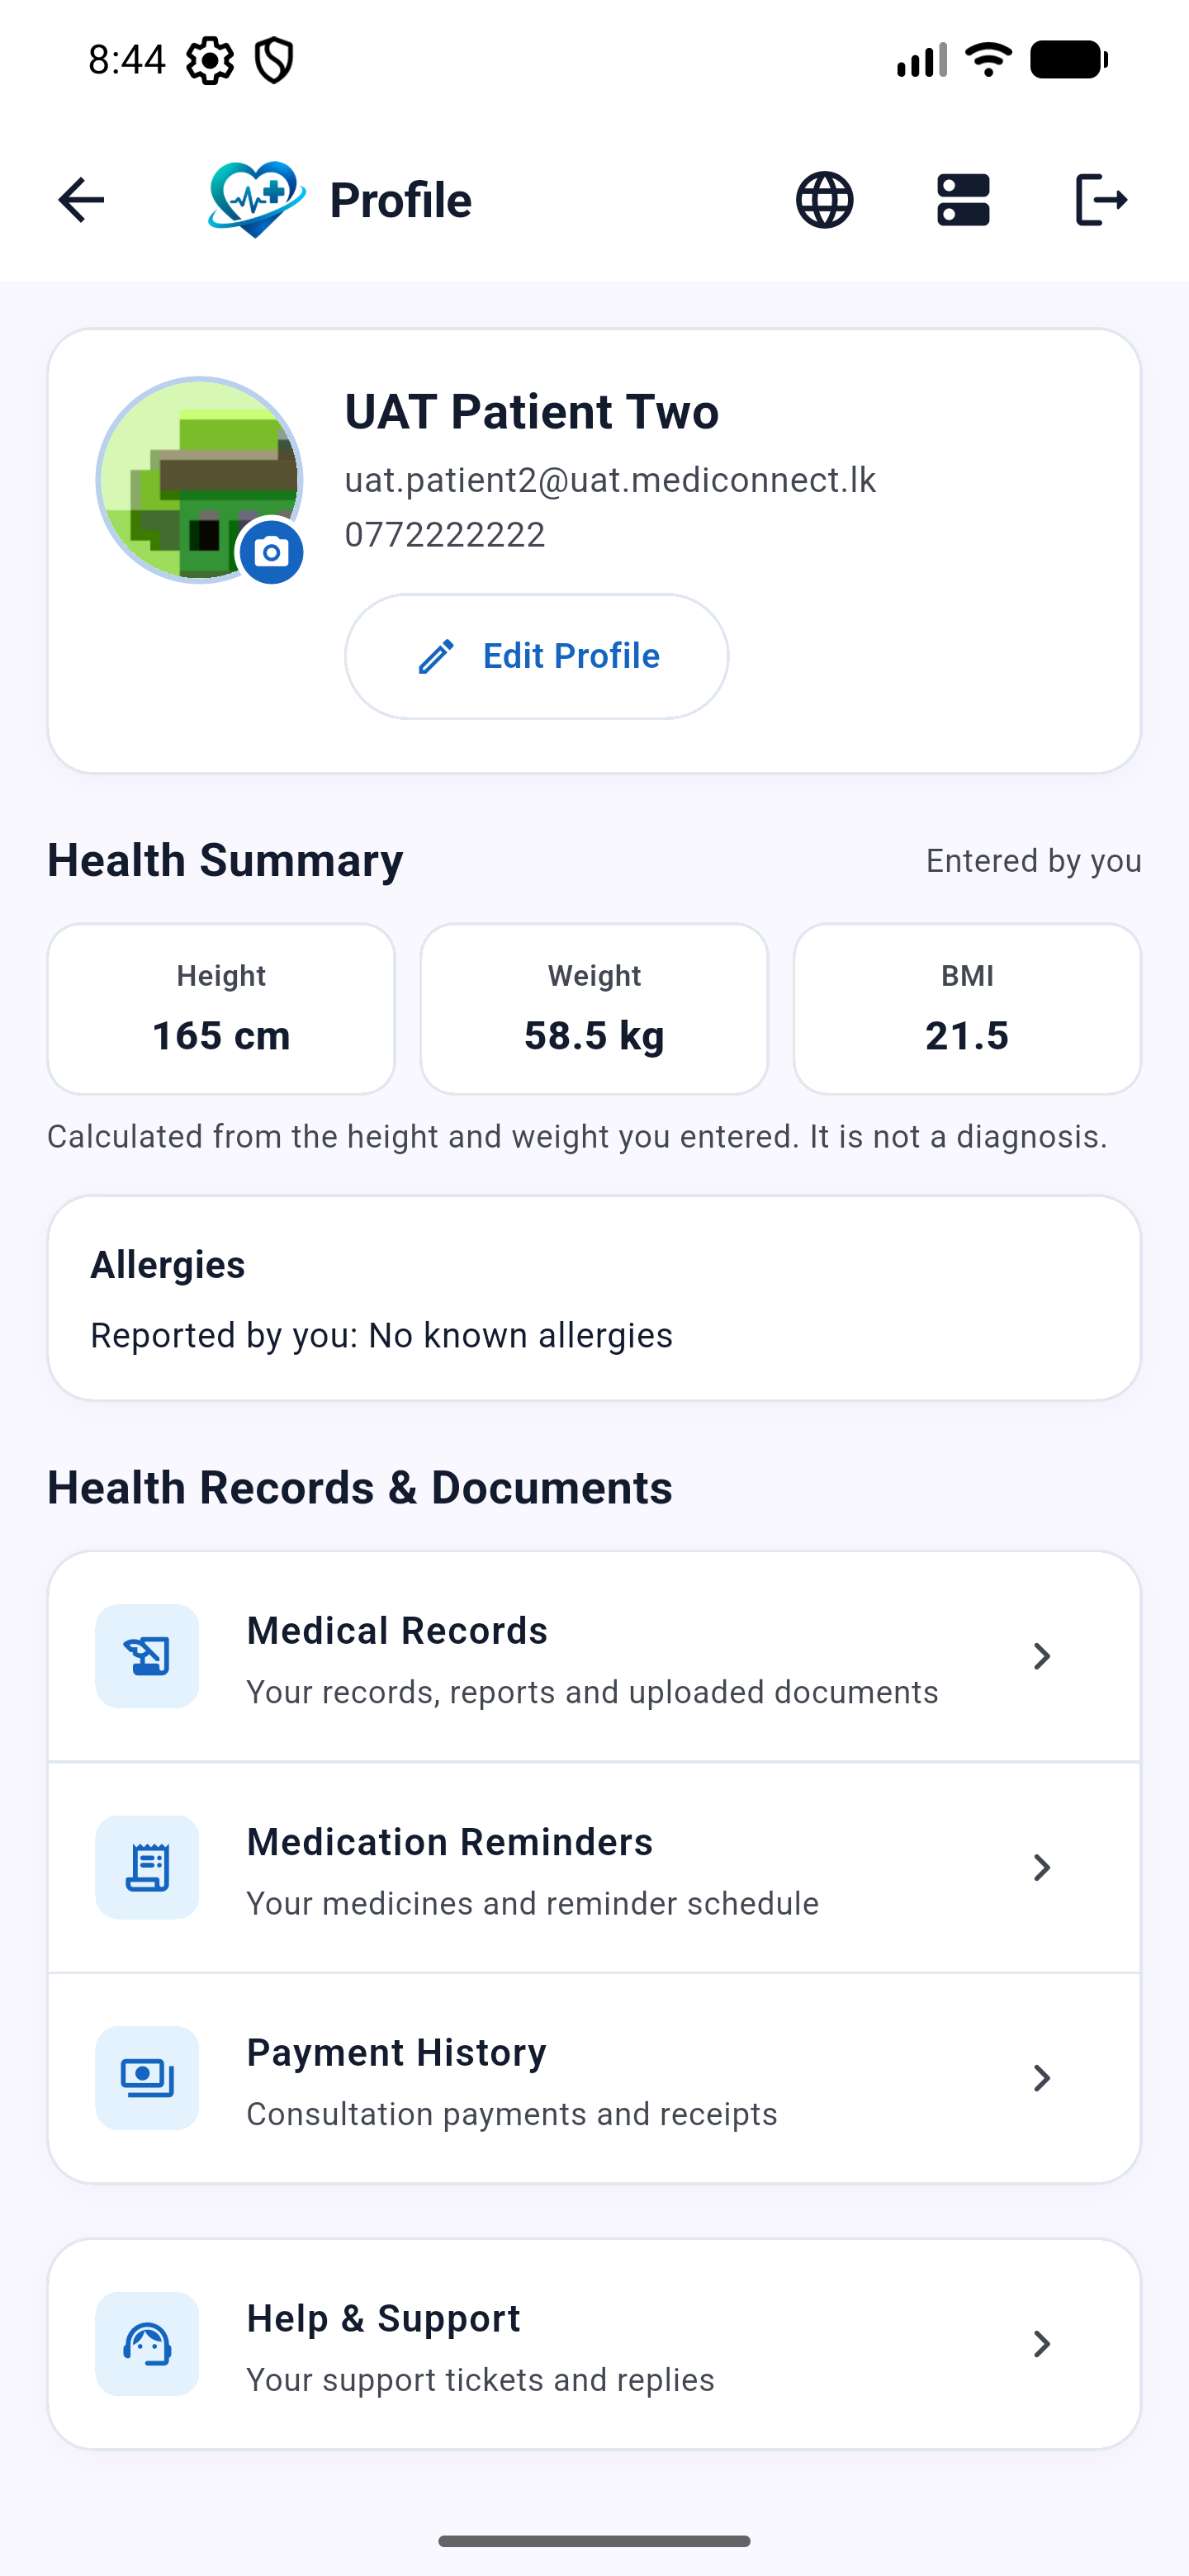 8:44
Profile
UAT Patient Two
uat.patient2@uat.mediconnect.lk
0772222222
Edit Profile
Health Summary
Entered by you
Height
165 cm
Weight
58.5 kg
BMI
21.5
Calculated from the height and weight you entered. It is not a diagnosis.
Allergies
Reported by you: No known allergies
Health Records & Documents
Medical Records
Your records, reports and uploaded documents
Medication Reminders
Your medicines and reminder schedule
Payment History
Consultation payments and receipts
Help & Support
Your support tickets and replies